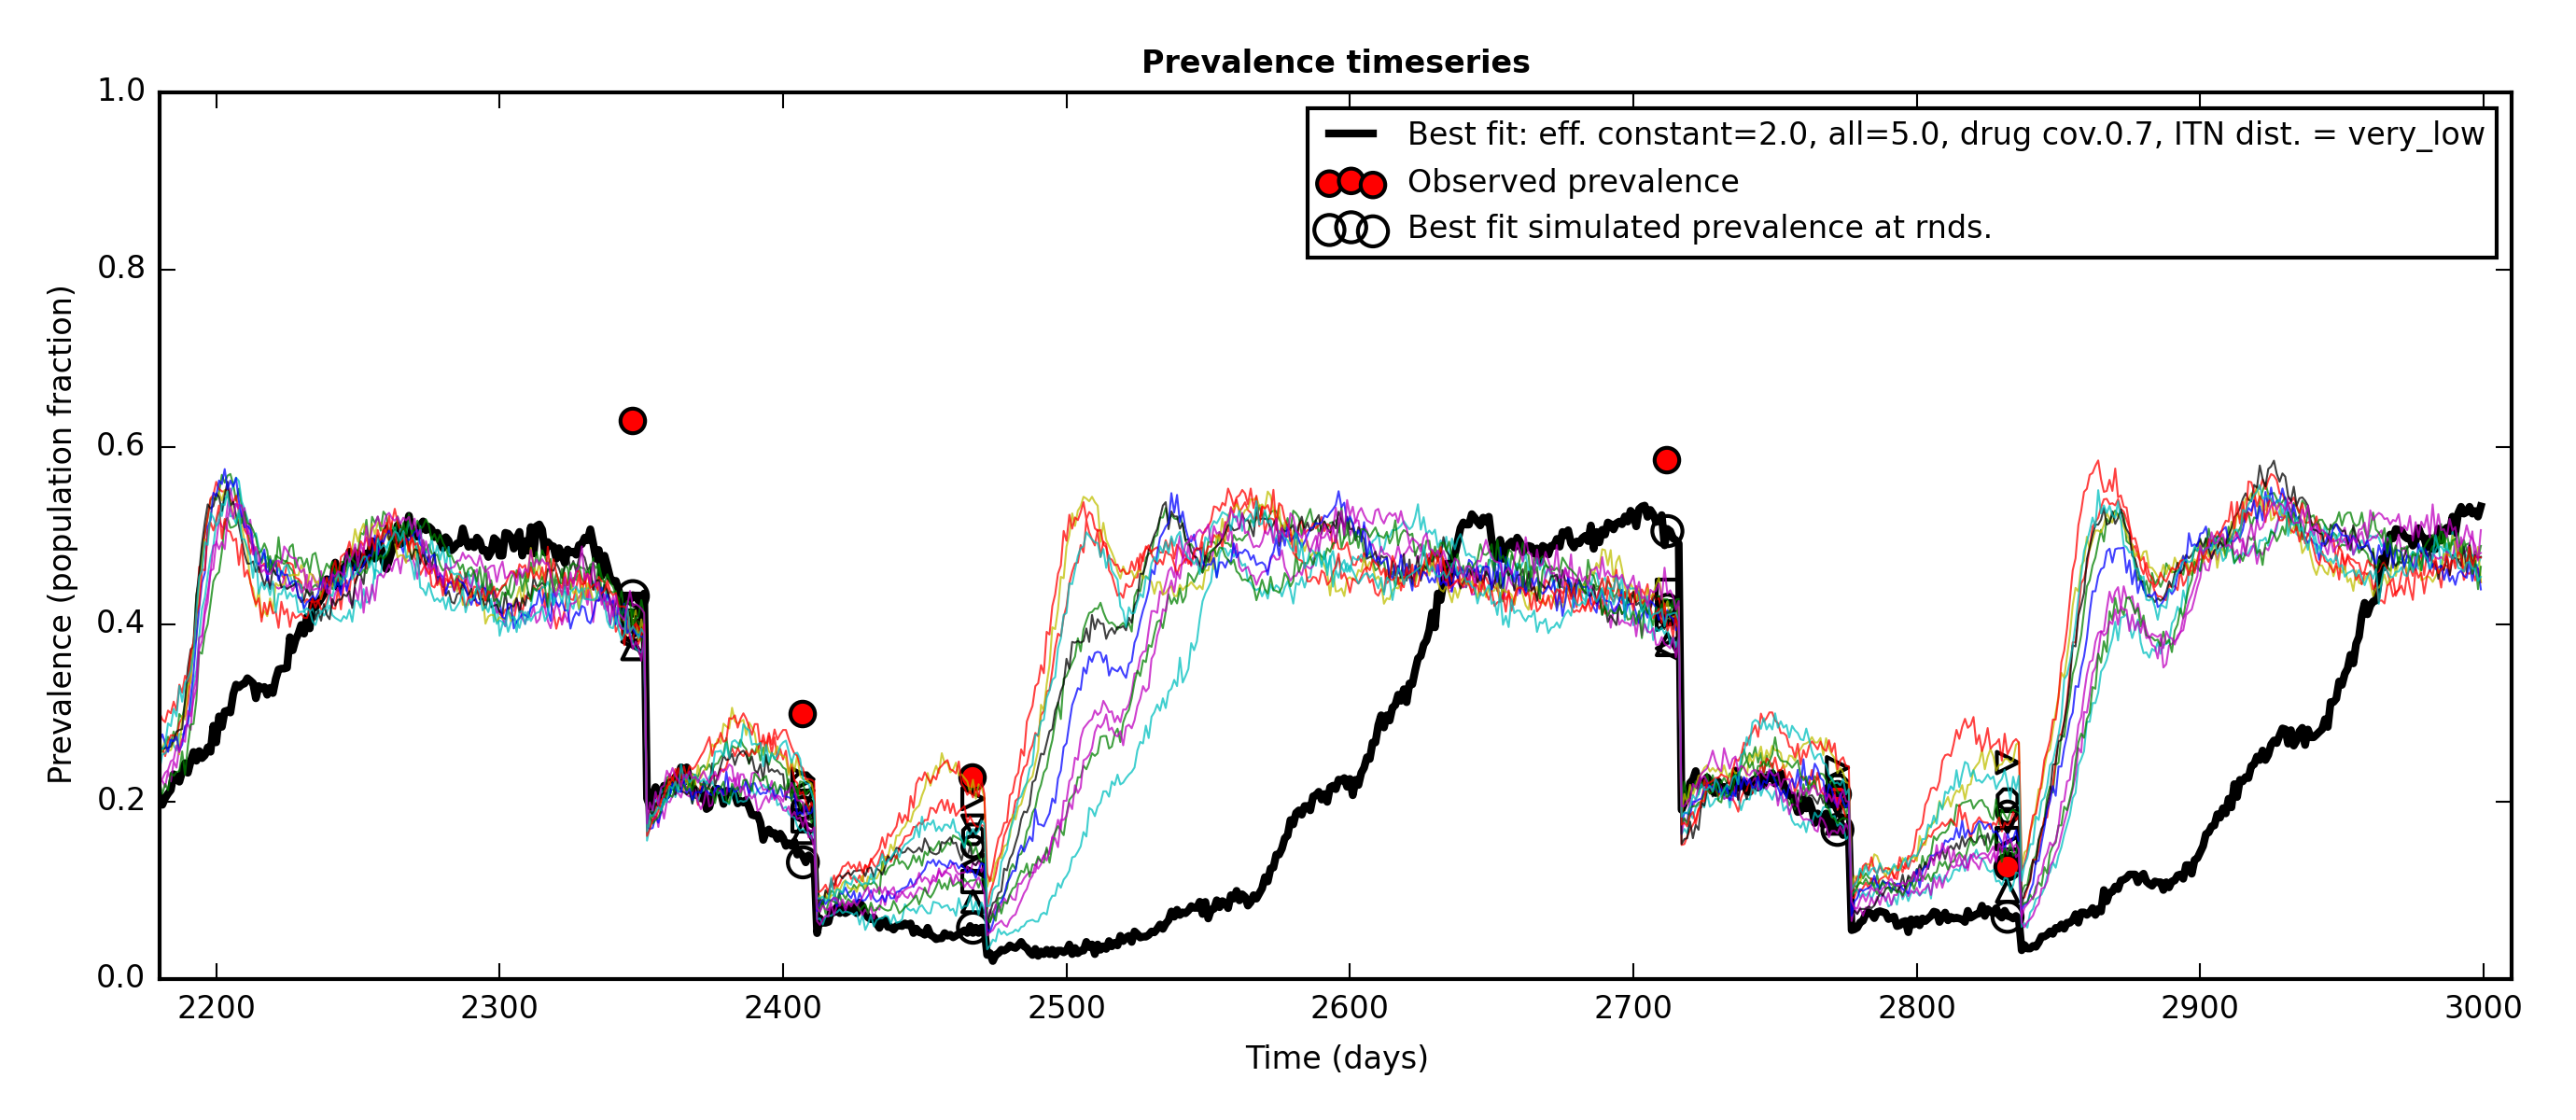 Prevalence timeseries
Best fit: eff. constant=2.0, all=5.0, drug cov.0.7, ITN dist. = very_low
Observed prevalence
Best fit simulated prevalence at rnds.
Prevalence (population fraction)
1.0
0.8
0.6
0.4
0.2
0.0
2200 2300 2400 2500 2600 2700 2800 2900 3000
Time (days)